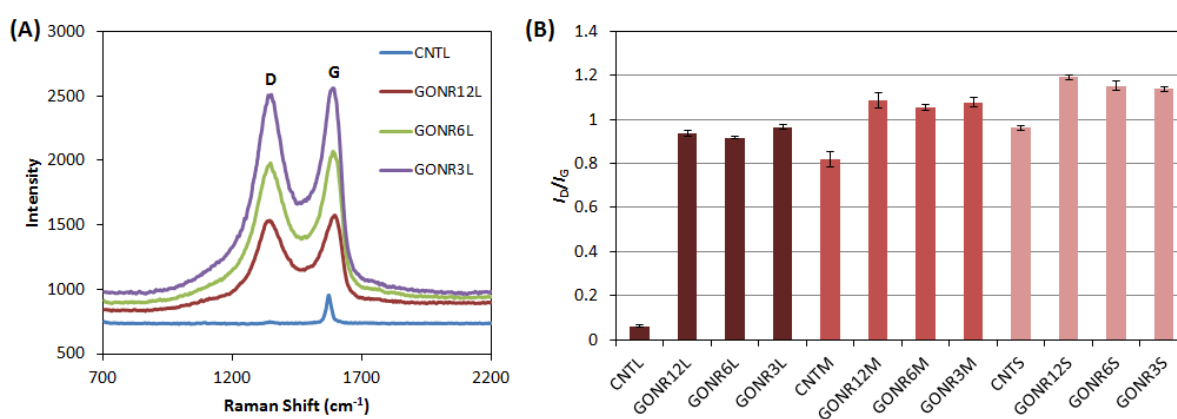 (A)
3000
2500
2000
1500
1000
500
Intensity
D
G
CNTL
GONR12L
GONR6L
GONR3L
700
1200
1700
2200
Raman Shift (cm⁻¹)
(B)
1.4
1.2
1
0.8
0.6
0.4
0.2
0
I_D/I_G
CNTL
GONR12L
GONR6L
GONR3L
CNTM
GONR12M
GONR6M
GONR3M
CNTS
GONR12S
GONR6S
GONR3S